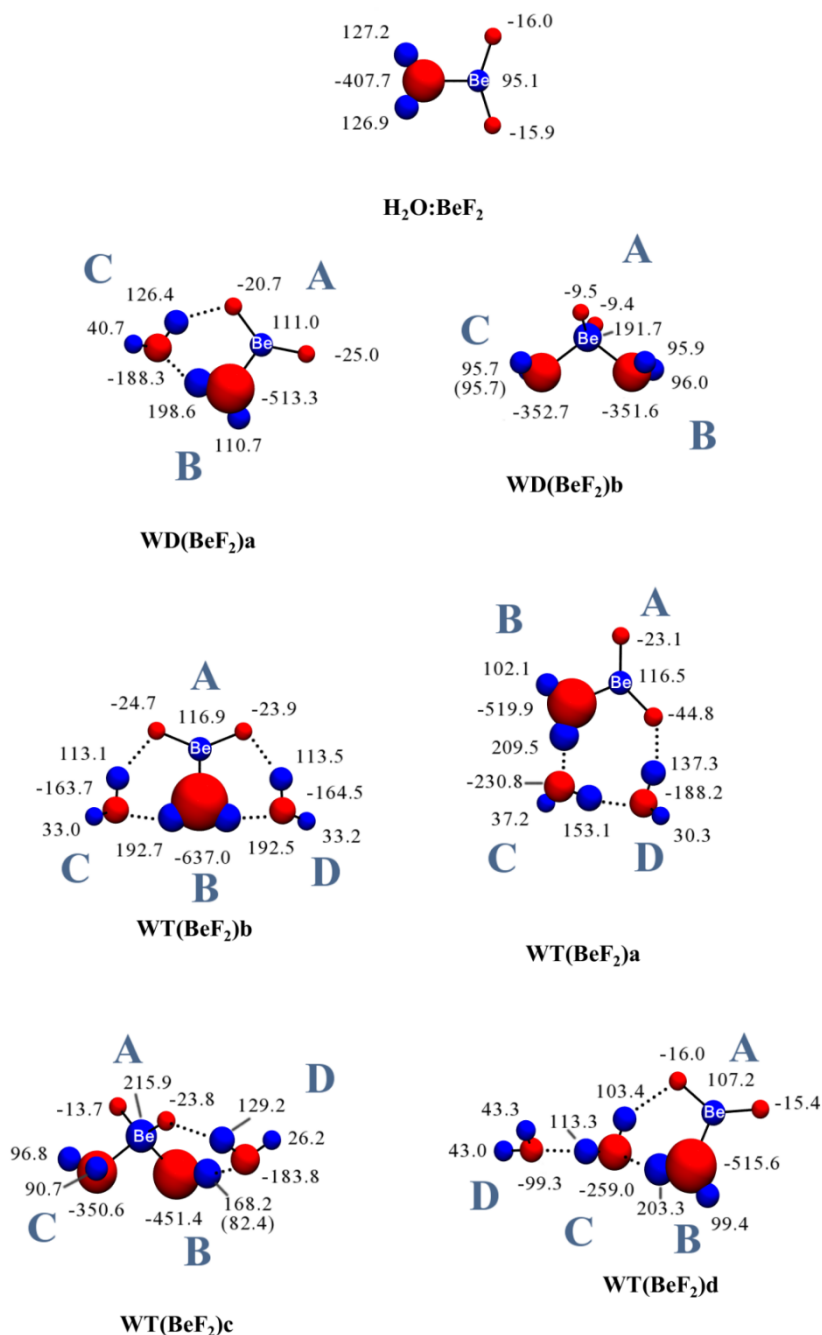 127.2 -16.0
-407.7 Be 95.1
126.9 -15.9
H₂O:BeF₂
C A
126.4 -20.7
40.7 Be 111.0
-25.0
-188.3 -513.3
198.6
110.7
B
WD(BeF₂)a
A
-9.5 -9.4
C Be 191.7
95.7 95.9
(95.7) 96.0
-352.7 -351.6
B
WD(BeF₂)b
A
-24.7 116.9 -23.9
Be
113.1 113.5
-163.7 -164.5
33.0 33.2
192.7 -637.0 192.5
C B D
WT(BeF₂)b
B A
-23.1
102.1 Be 116.5
-519.9 -44.8
209.5 137.3
-230.8 -188.2
37.2 153.1 30.3
C D
WT(BeF₂)a
A D
215.9 -23.8
-13.7 129.2
Be 26.2
96.8
90.7 -183.8
-350.6 -451.4 168.2
(82.4)
C B
WT(BeF₂)c
A
-16.0 107.2
103.4 -15.4
43.3 113.3 Be
43.0 -515.6
-99.3 -259.0
203.3 99.4
D C B
WT(BeF₂)d